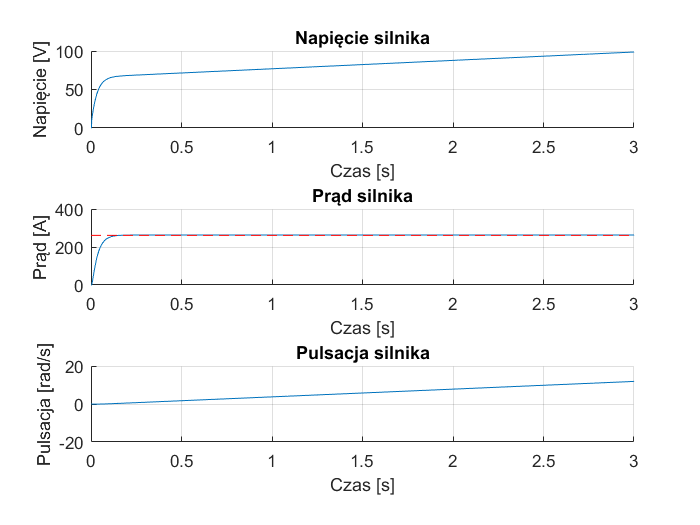 Napięcie silnika
Napięcie [V]
100
50
0
0 0.5 1 1.5 2 2.5 3
Czas [s]
Prąd silnika
Prąd [A]
400
200
0
0 0.5 1 1.5 2 2.5 3
Czas [s]
Pulsacja silnika
Pulsacja [rad/s]
20
0
-20
0 0.5 1 1.5 2 2.5 3
Czas [s]